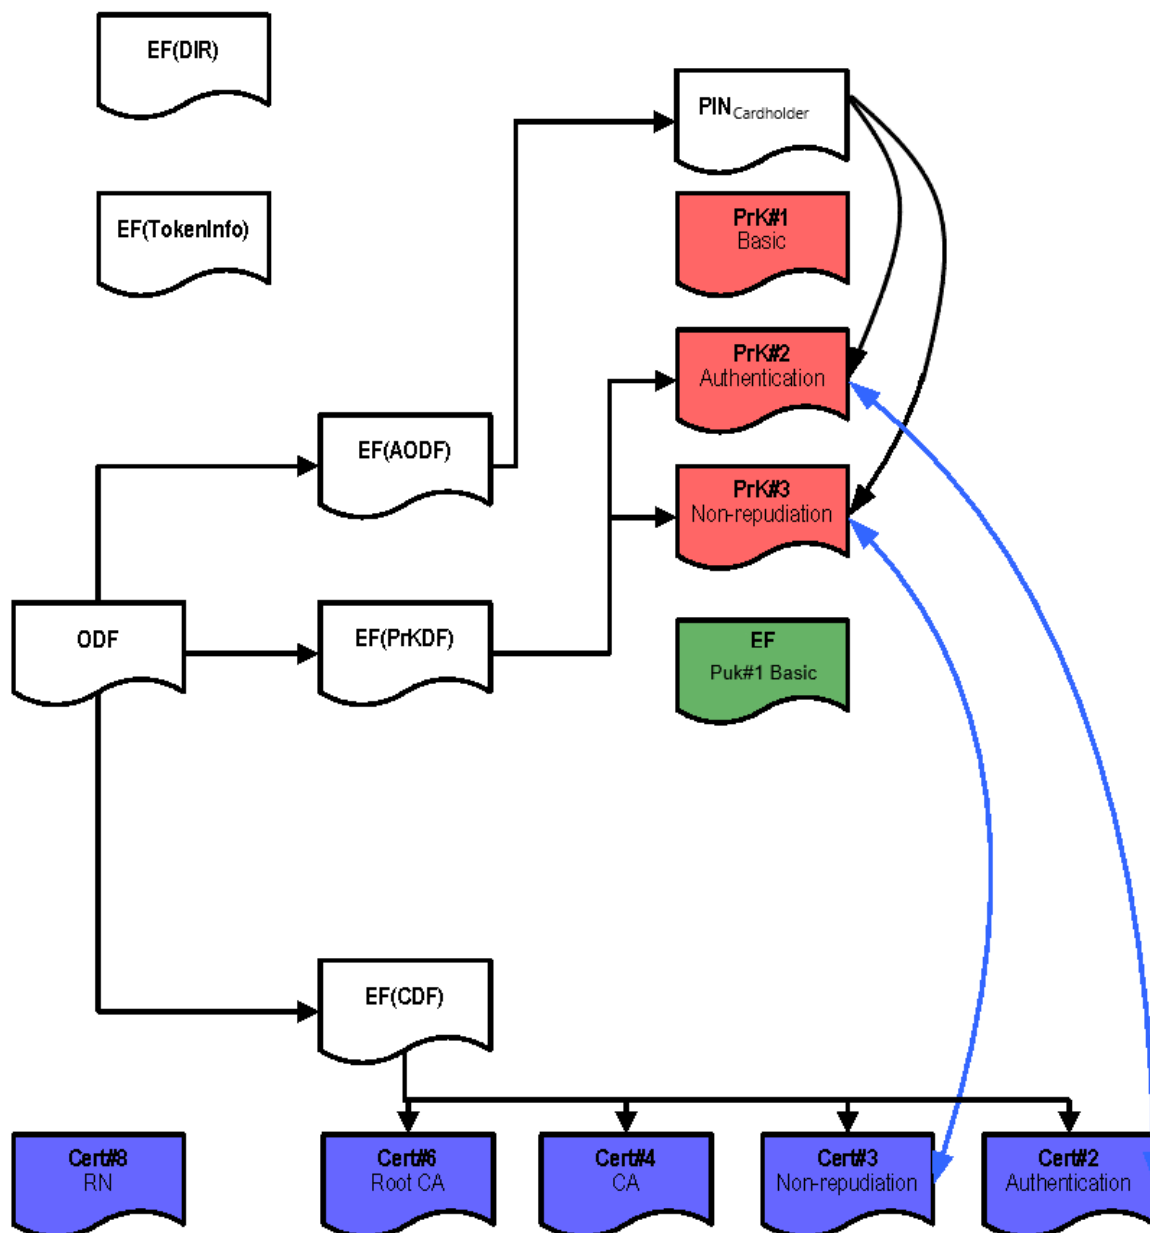 EF(DIR)
PIN Cardholder
EF(TokenInfo)
PrK#1
Basic
PrK#2
Authentication
EF(AODF)
PrK#3
Non-repudiation
ODF
EF(PrKDF)
EF
Puk#1 Basic
EF(CDF)
Cert#8
RN
Cert#6
Root CA
Cert#4
CA
Cert#3
Non-repudiation
Cert#2
Authentication